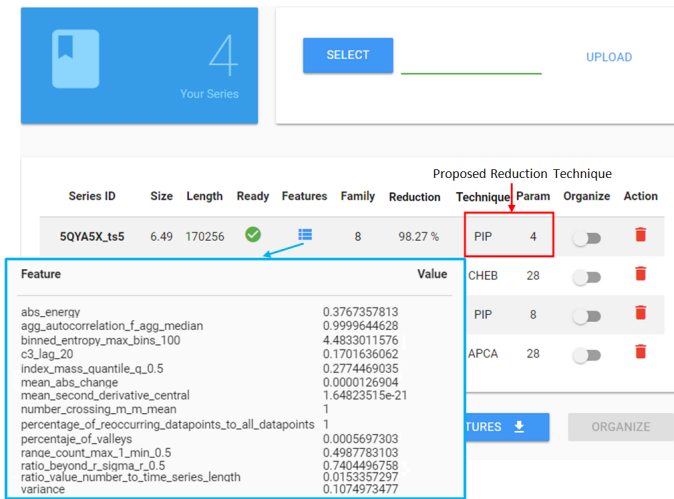 4
Your Series
SELECT
UPLOAD
Proposed Reduction Technique
Series ID Size Length Ready Features Family Reduction Technique Param Organize Action
5QYA5X_ts5 6.49 170256 8 98.27 % PIP 4
CHEB 28
PIP 8
APCA 28
Feature Value
abs_energy 0.3767357813
agg_autocorrelation_f_agg_median 0.9999644628
binned_entropy_max_bins_100 4.4833011576
c3_lag_20 0.1701636062
index_mass_quantile_q_0.5 0.2774469035
mean_abs_change 0.0000126904
mean_second_derivative_central 1.64823515e-21
number_crossing_m_m_mean 1
percentage_of_reoccurring_datapoints_to_all_datapoints 1
percentaje_of_valleys 0.0005697303
range_count_max_1_min_0.5 0.4987783103
ratio_beyond_r_sigma_r_0.5 0.7404496758
ratio_value_number_to_time_series_length 0.0153357297
variance 0.1074973477
TURES
ORGANIZE